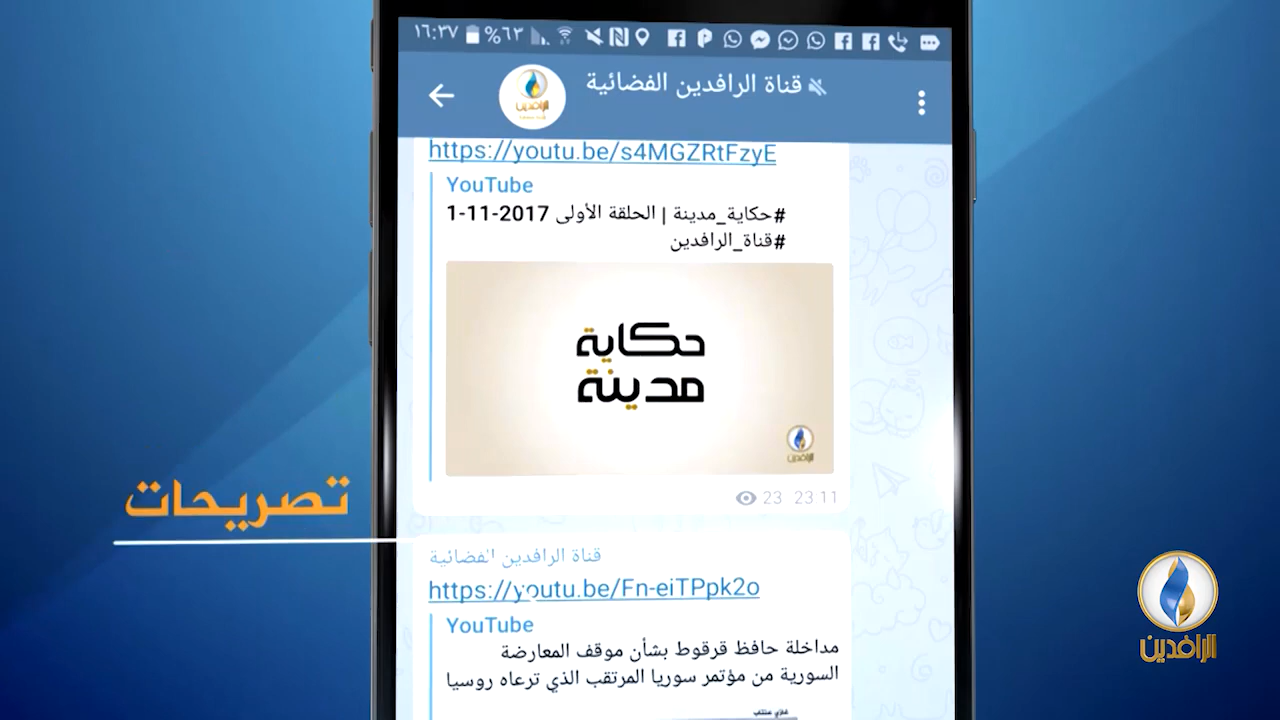 ١٦:٣٧ %٦٣
قناة الرافدين الفضائية
https://youtu.be/s4MGZRtFzyE
YouTube
#حكاية_مدينة | الحلقة الأولى 2017-11-1
#قناة_الرافدين
حكاية
مدينة
الرافدين
23 23 11
تصريحات
قناة الرافدين الفضائية
https://youtu.be/Fn-eiTPpk2o
YouTube
مداخلة حافظ قرقوط بشأن موقف المعارضة
السورية من مؤتمر سوريا المرتقب الذي ترعاه روسيا
الرافدين